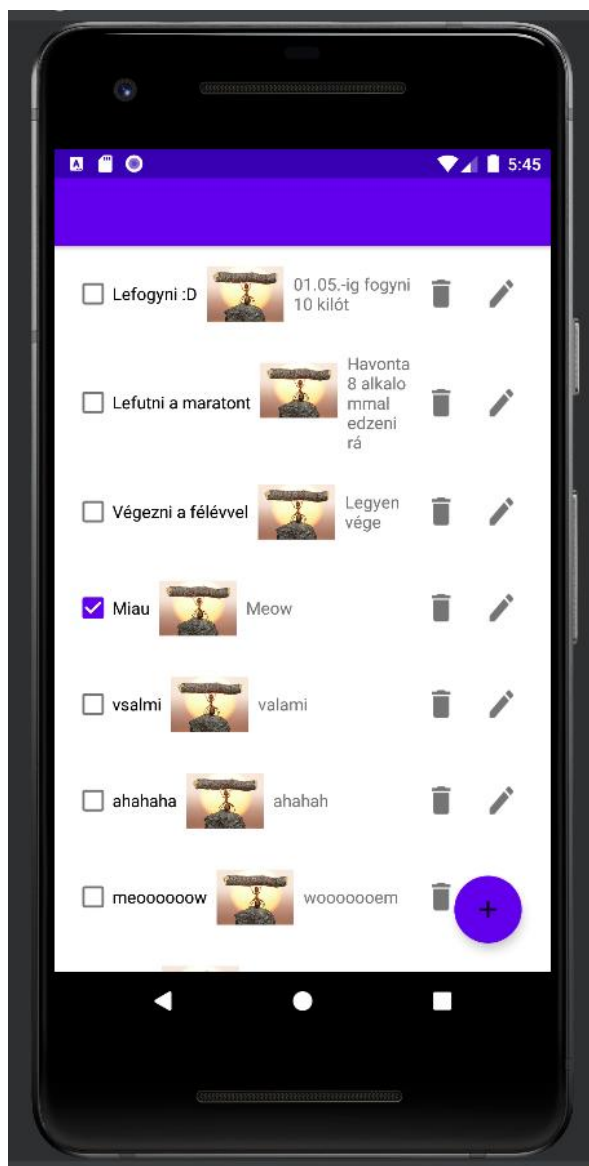 5:45
Lefogyni :D
01.05.-ig fogyni
10 kilót
Lefutni a maratont
Havonta
8 alkalo
mmal
edzeni
rá
Végezni a félévvel
Legyen
vége
Miau
Meow
vsalmi
valami
ahahaha
ahahah
meoooooow
wooooooem
+